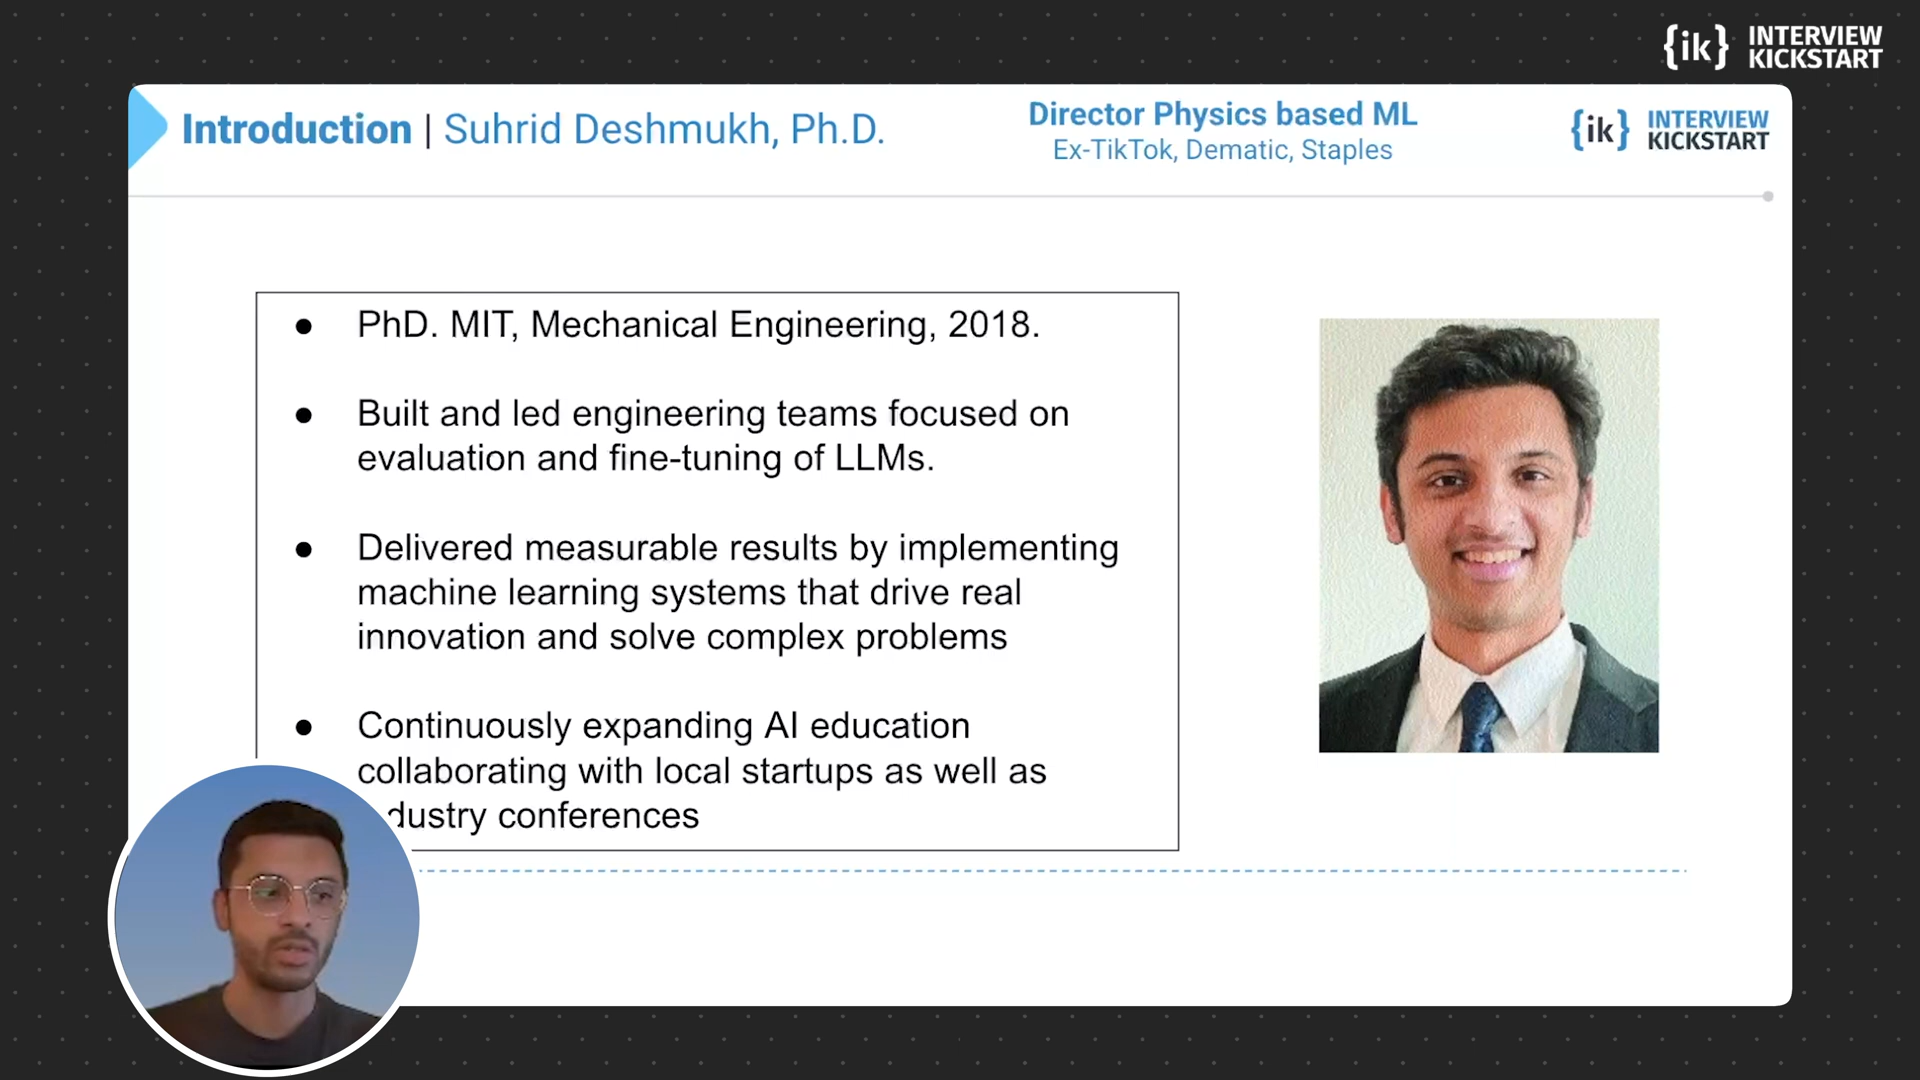 {ik} INTERVIEW
KICKSTART
Introduction | Suhrid Deshmukh, Ph.D.
Director Physics based ML
Ex-TikTok, Dematic, Staples
{ik} INTERVIEW
KICKSTART
● PhD. MIT, Mechanical Engineering, 2018.
● Built and led engineering teams focused on
evaluation and fine-tuning of LLMs.
● Delivered measurable results by implementing
machine learning systems that drive real
innovation and solve complex problems
● Continuously expanding AI education
collaborating with local startups as well as
dustry conferences